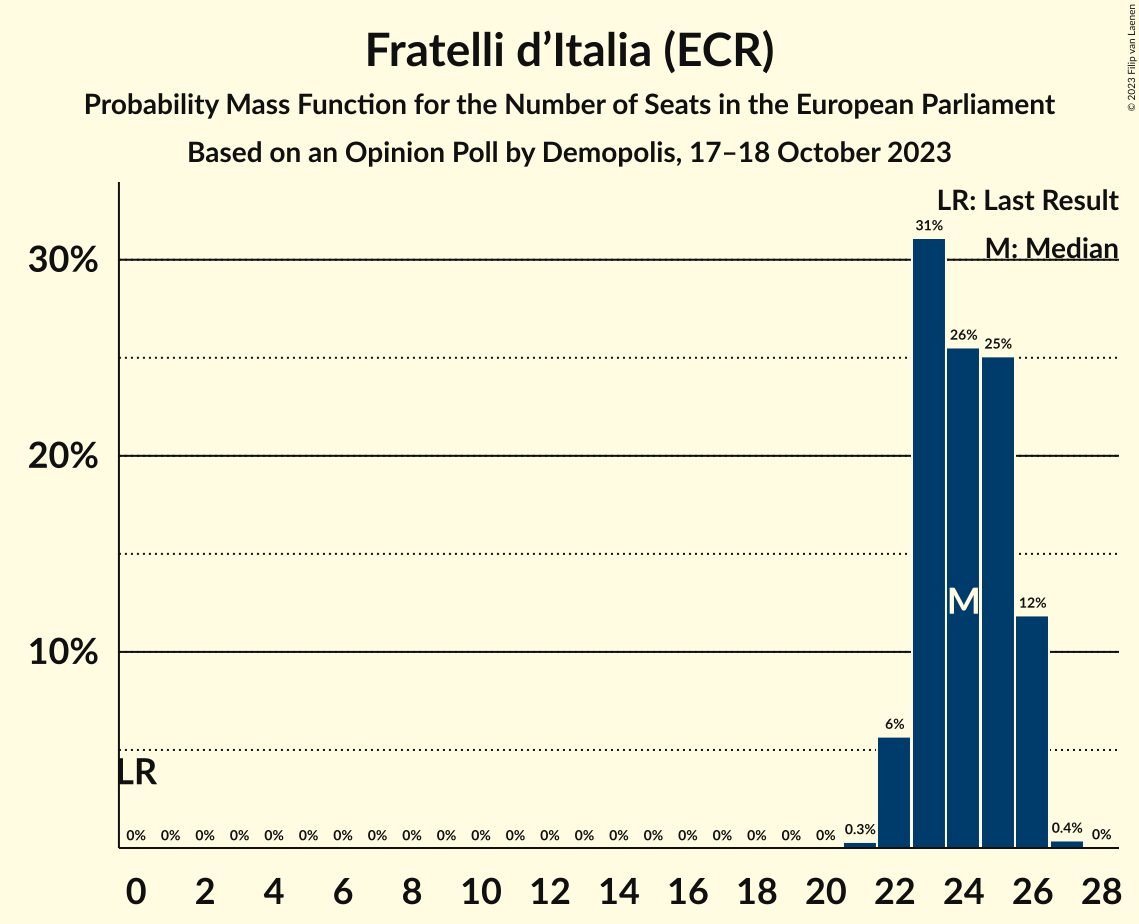 Fratelli d’Italia (ECR)
Probability Mass Function for the Number of Seats in the European Parliament
Based on an Opinion Poll by Demopolis, 17–18 October 2023
© 2023 Filip van Laenen
LR: Last Result
M: Median
30%
20%
10%
31%
26%
25%
12%
6%
M
LR
0% 0% 0% 0% 0% 0% 0% 0% 0% 0% 0% 0% 0% 0% 0% 0% 0% 0% 0% 0% 0% 0.3% 0.4% 0%
0 2 4 6 8 10 12 14 16 18 20 22 24 26 28